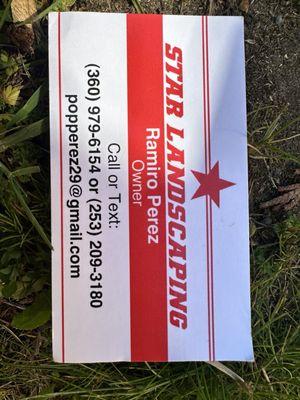 STAR LANDSCAPING
Ramiro Perez
Owner
Call or Text:
(360) 979-6154 or (253) 209-3180
popperez29@gmail.com